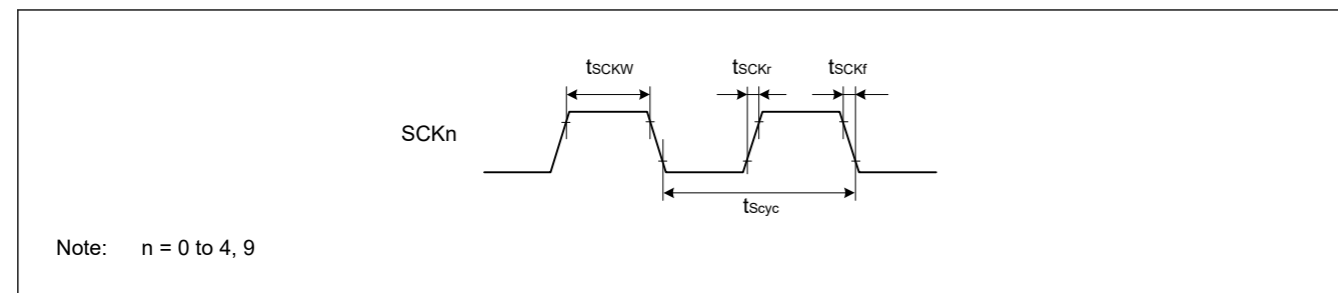 tSCKW tSCKr tSCKf
SCKn
tScyc
Note: n = 0 to 4, 9